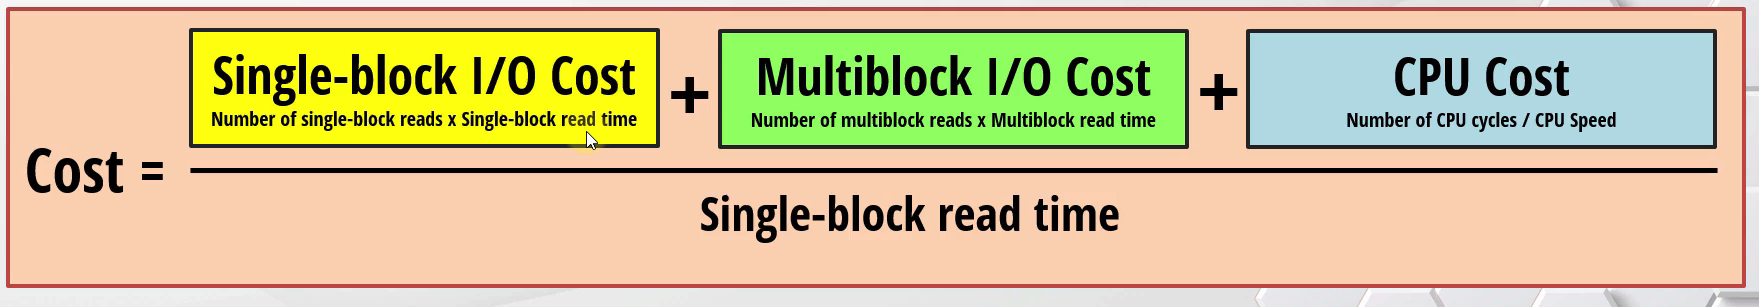 Single-block I/O Cost
Number of single-block reads x Single-block read time
+
Multiblock I/O Cost
Number of multiblock reads x Multiblock read time
+
CPU Cost
Number of CPU cycles / CPU Speed
Cost =
Single-block read time